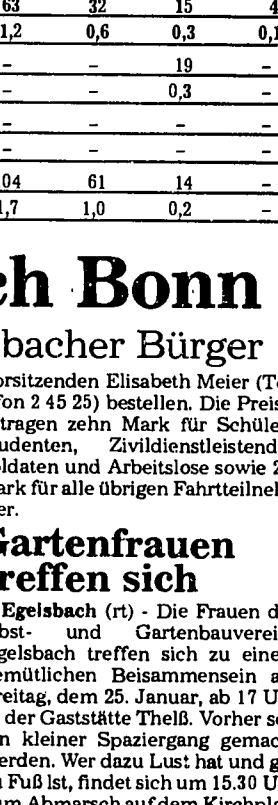 63 32 15 4
1,2 0,6 0,3 0,1
– – 19 –
– – 0,3 –
– – – –
– – – –
04 61 14 –
1,7 1,0 0,2 –
ch Bonn
bacher Bürger
orsitzenden Elisabeth Meier (Te
fon 2 45 25) bestellen. Die Preis
tragen zehn Mark für Schüle
udenten, Zivildienstleistend
oldaten und Arbeitslose sowie 2
ark für alle übrigen Fahrtteilneh
er.
Gartenfrauen
reffen sich
Egelsbach (rt) - Die Frauen d
bst- und Gartenbauverei
gelsbach treffen sich zu eine
emütlichen Beisammensein a
reitag, dem 25. Januar, ab 17 U
der Gaststätte Thelß. Vorher so
n kleiner Spaziergang gemac
erden. Wer dazu Lust hat und g
u Fuß ist, findet sich um 15.30 U
um Abmarsch auf dem Kirchpl